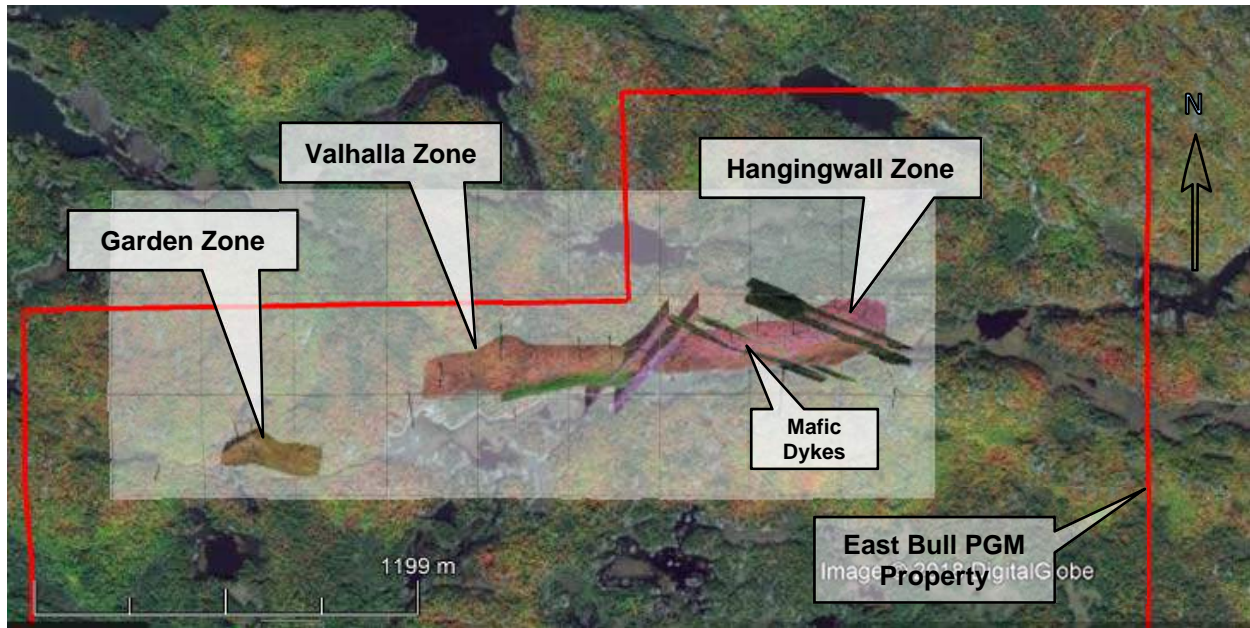 N
Valhalla Zone
Hangingwall Zone
Garden Zone
Mafic
Dykes
East Bull PGM
Property
1199 m
Image © 2018 DigitalGlobe